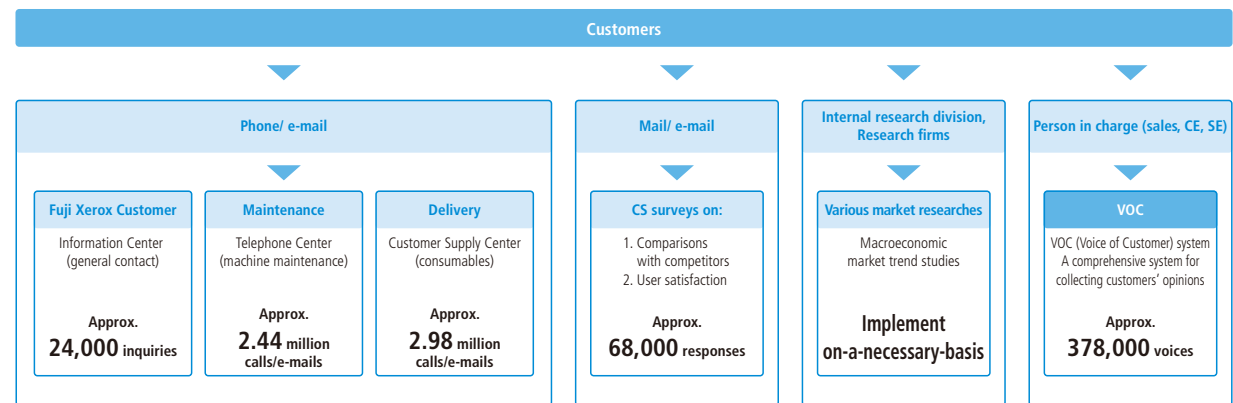 Customers
Phone/ e-mail
Fuji Xerox Customer
Information Center
(general contact)
Approx.
24,000 inquiries
Maintenance
Telephone Center
(machine maintenance)
Approx.
2.44 million
calls/e-mails
Delivery
Customer Supply Center
(consumables)
Approx.
2.98 million
calls/e-mails
Mail/ e-mail
CS surveys on:
1. Comparisons
with competitors
2. User satisfaction
Approx.
68,000 responses
Internal research division,
Research firms
Various market researches
Macroeconomic
market trend studies
Implement
on-a-necessary-basis
Person in charge (sales, CE, SE)
VOC
VOC (Voice of Customer) system
A comprehensive system for
collecting customers’ opinions
Approx.
378,000 voices